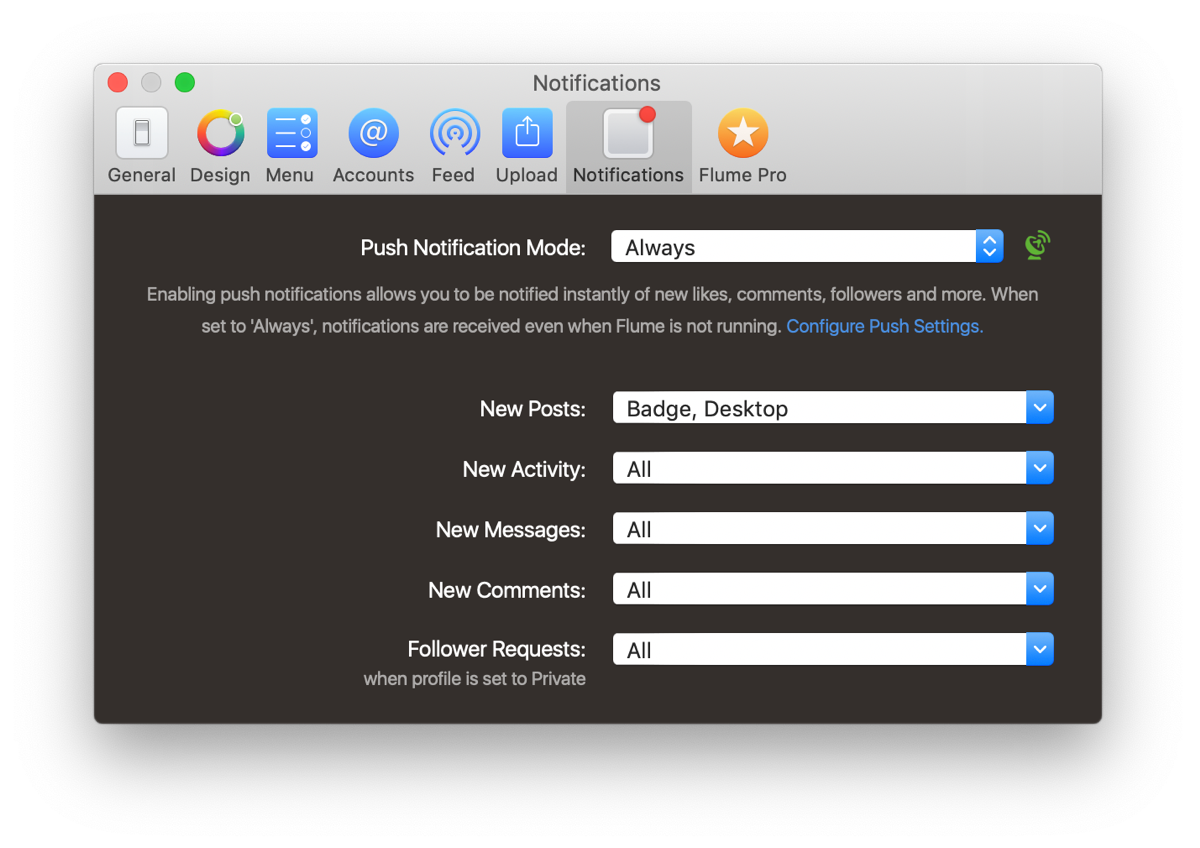 Notifications
General Design Menu Accounts Feed Upload Notifications Flume Pro
Push Notification Mode: Always
Enabling push notifications allows you to be notified instantly of new likes, comments, followers and more. When
set to 'Always', notifications are received even when Flume is not running. Configure Push Settings.
New Posts: Badge, Desktop
New Activity: All
New Messages: All
New Comments: All
Follower Requests: All
when profile is set to Private